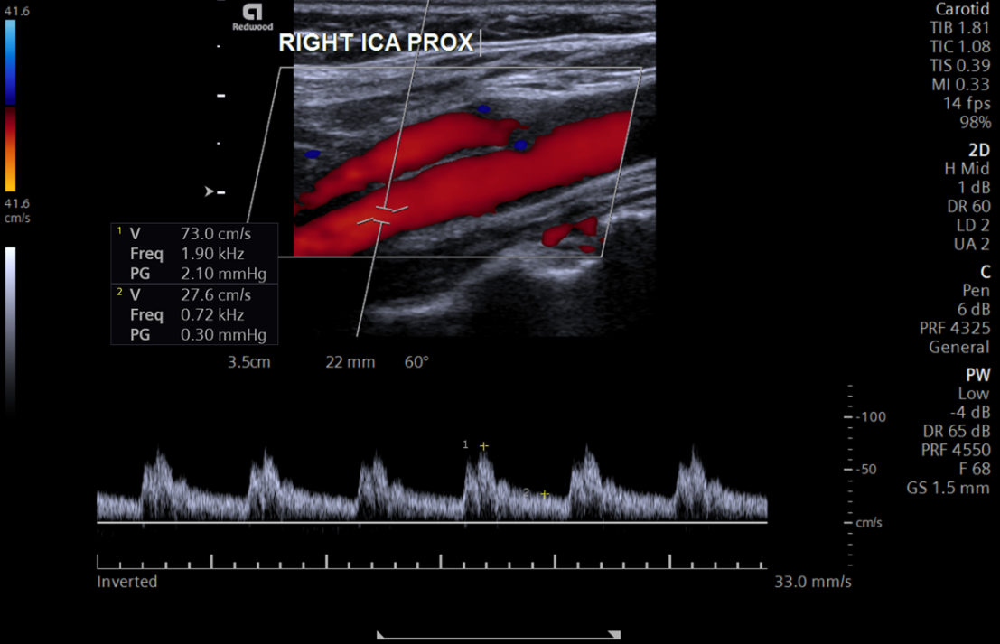 41.6
41.6
cm/s
a
Redwood
RIGHT ICA PROX
1 V 73.0 cm/s
Freq 1.90 kHz
PG 2.10 mmHg
2 V 27.6 cm/s
Freq 0.72 kHz
PG 0.30 mmHg
3.5cm 22 mm 60°
Carotid
TIB 1.81
TIC 1.08
TIS 0.39
MI 0.33
14 fps
98%
2D
H Mid
1 dB
DR 60
LD 2
UA 2
C
Pen
6 dB
PRF 4325
General
PW
Low
-4 dB
DR 65 dB
PRF 4550
F 68
GS 1.5 mm
-100
-50
cm/s
1
2
Inverted 33.0 mm/s